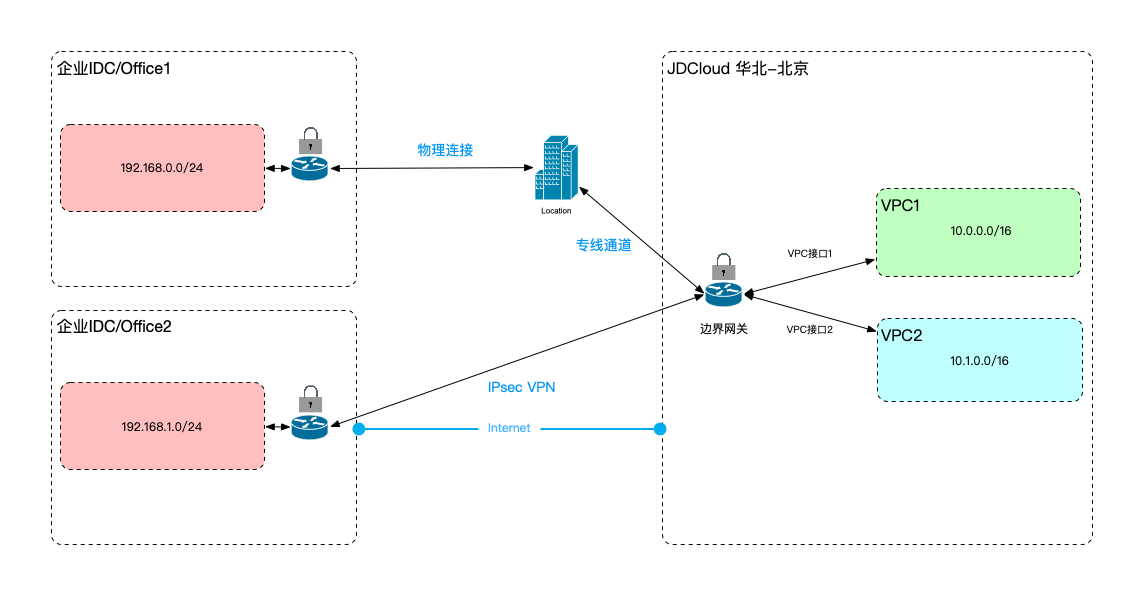 企业IDC/Office1
192.168.0.0/24
物理连接
Location
专线通道
企业IDC/Office2
192.168.1.0/24
IPsec VPN
Internet
JDCloud 华北-北京
边界网关
VPC接口1
VPC接口2
VPC1
10.0.0.0/16
VPC2
10.1.0.0/16